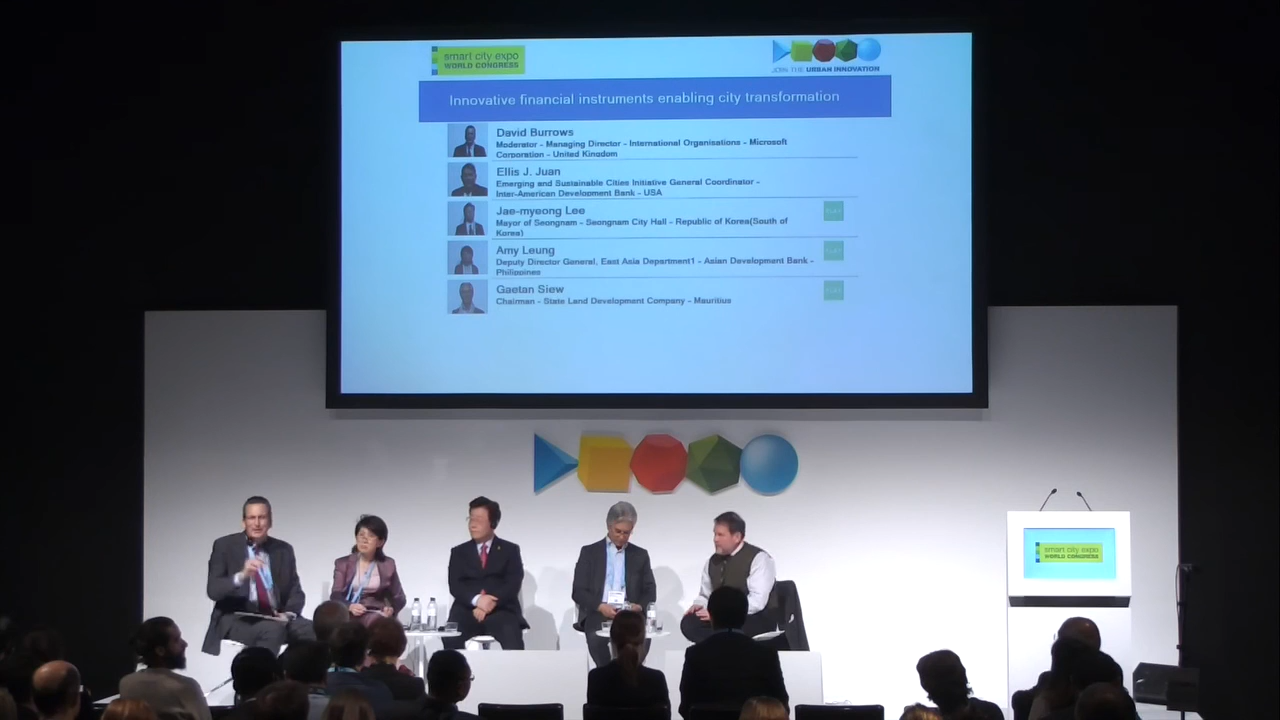 smart city expo
WORLD CONGRESS
JOIN THE URBAN INNOVATION
Innovative financial instruments enabling city transformation
David Burrows
Moderator - Managing Director - International Organisations - Microsoft
Corporation - United Kingdom
Ellis J. Juan
Emerging and Sustainable Cities Initiative General Coordinator -
Inter-American Development Bank - USA
Jae-myeong Lee
Mayor of Seongnam - Seongnam City Hall - Republic of Korea(South of
Korea)
Amy Leung
Deputy Director General, East Asia Department1 - Asian Development Bank -
Philippines
Gaetan Siew
Chairman - State Land Development Company - Mauritius
smart city expo
WORLD CONGRESS